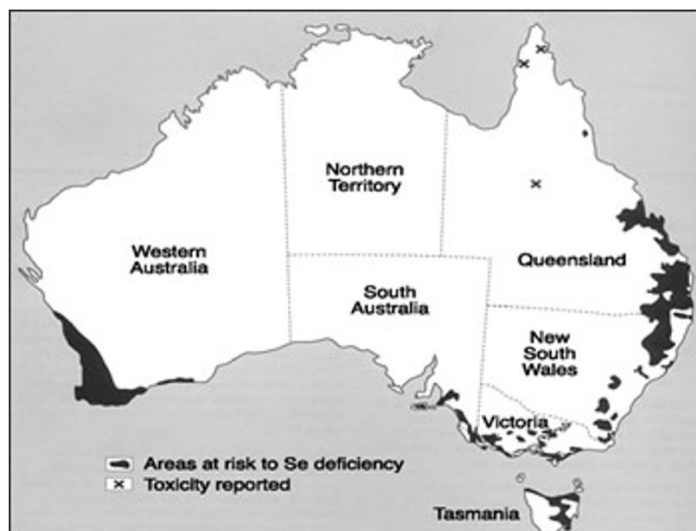 Northern
Territory
Western
Australia
Queensland
South
Australia
New
South
Wales
Victoria
Areas at risk to Se deficiency
× Toxicity reported
Tasmania